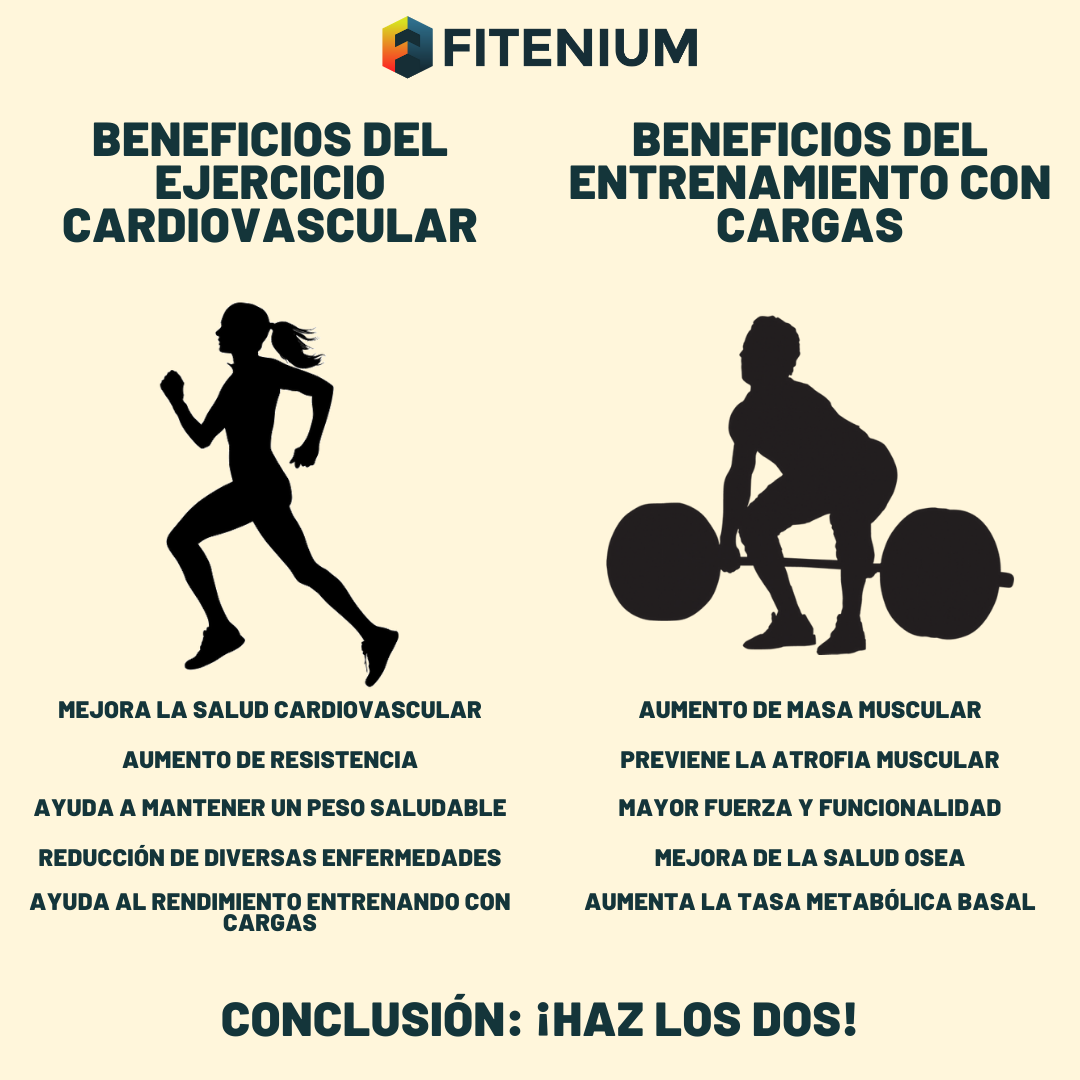 FITENIUM
BENEFICIOS DEL
EJERCICIO
CARDIOVASCULAR
BENEFICIOS DEL
ENTRENAMIENTO CON
CARGAS
MEJORA LA SALUD CARDIOVASCULAR
AUMENTO DE RESISTENCIA
AYUDA A MANTENER UN PESO SALUDABLE
REDUCCIÓN DE DIVERSAS ENFERMEDADES
AYUDA AL RENDIMIENTO ENTRENANDO CON
CARGAS
AUMENTO DE MASA MUSCULAR
PREVIENE LA ATROFIA MUSCULAR
MAYOR FUERZA Y FUNCIONALIDAD
MEJORA DE LA SALUD OSEA
AUMENTA LA TASA METABÓLICA BASAL
CONCLUSIÓN: ¡HAZ LOS DOS!